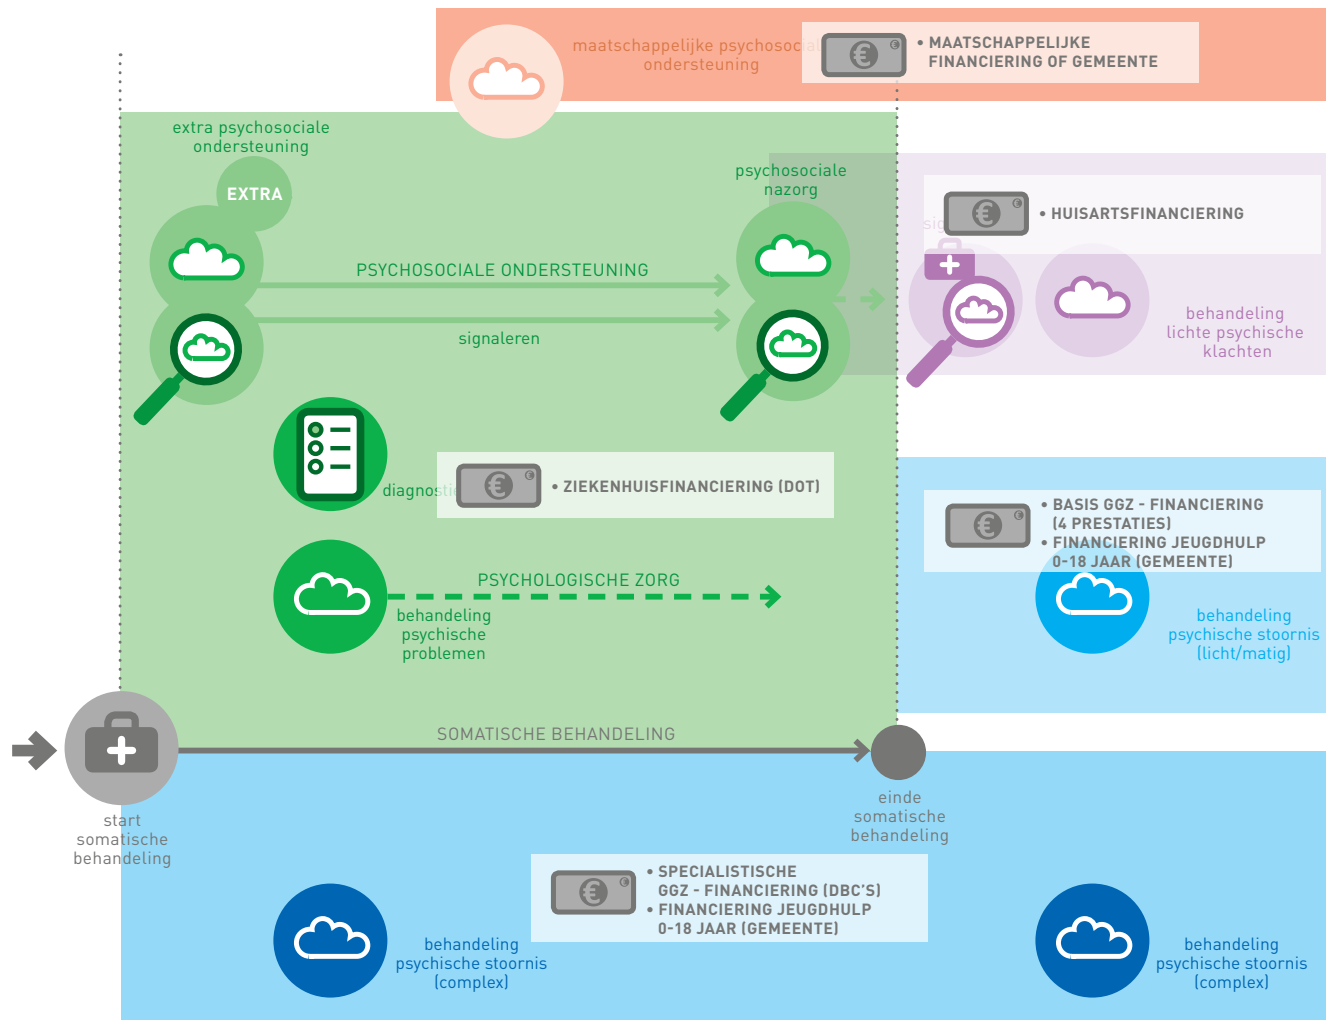 maatschappelijke psychosociale
ondersteuning
• MAATSCHAPPELIJKE
FINANCIERING OF GEMEENTE
extra psychosociale
ondersteuning
EXTRA
psychosociale
nazorg
• HUISARTSFINANCIERING
PSYCHOSOCIALE ONDERSTEUNING
signaleren
behandeling
lichte psychische
klachten
diagnostiek
• ZIEKENHUISFINANCIERING (DOT)
• BASIS GGZ - FINANCIERING
(4 PRESTATIES)
• FINANCIERING JEUGDHULP
0-18 JAAR (GEMEENTE)
PSYCHOLOGISCHE ZORG
behandeling
psychische
problemen
behandeling
psychische stoornis
(licht/matig)
SOMATISCHE BEHANDELING
start
somatische
behandeling
einde
somatische
behandeling
• SPECIALISTISCHE
GGZ - FINANCIERING (DBC'S)
• FINANCIERING JEUGDHULP
0-18 JAAR (GEMEENTE)
behandeling
psychische stoornis
(complex)
behandeling
psychische stoornis
(complex)